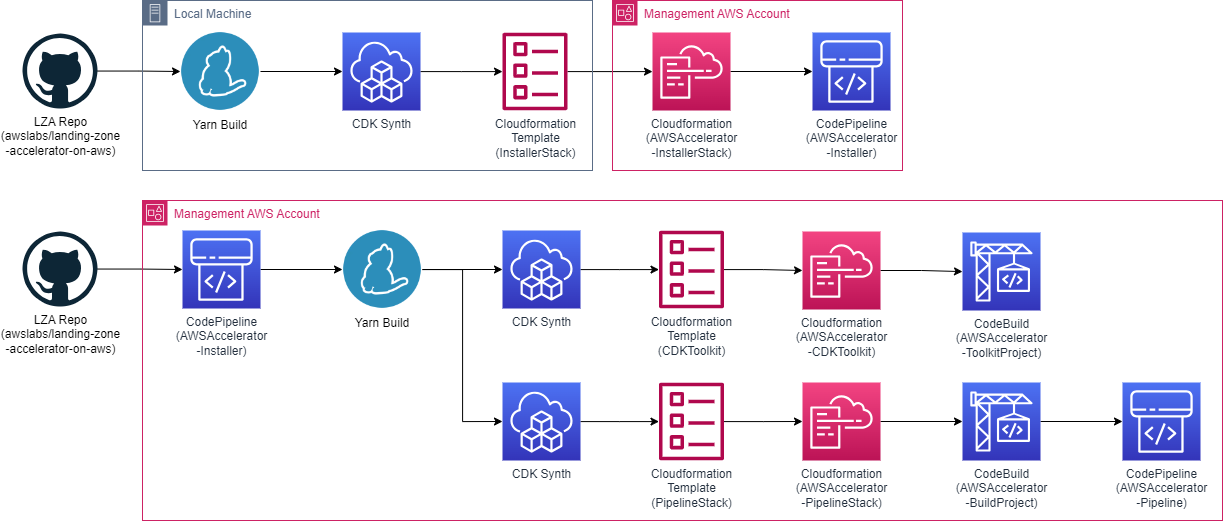 Local Machine
Management AWS Account
LZA Repo
(awslabs/landing-zone
-accelerator-on-aws)
Yarn Build
CDK Synth
Cloudformation
Template
(InstallerStack)
Cloudformation
(AWSAccelerator
-InstallerStack)
CodePipeline
(AWSAccelerator
-Installer)
Management AWS Account
LZA Repo
(awslabs/landing-zone
-accelerator-on-aws)
CodePipeline
(AWSAccelerator
-Installer)
Yarn Build
CDK Synth
Cloudformation
Template
(CDKToolkit)
Cloudformation
(AWSAccelerator
-CDKToolkit)
CodeBuild
(AWSAccelerator
-ToolkitProject)
CDK Synth
Cloudformation
Template
(PipelineStack)
Cloudformation
(AWSAccelerator
-PipelineStack)
CodeBuild
(AWSAccelerator
-BuildProject)
CodePipeline
(AWSAccelerator
-Pipeline)